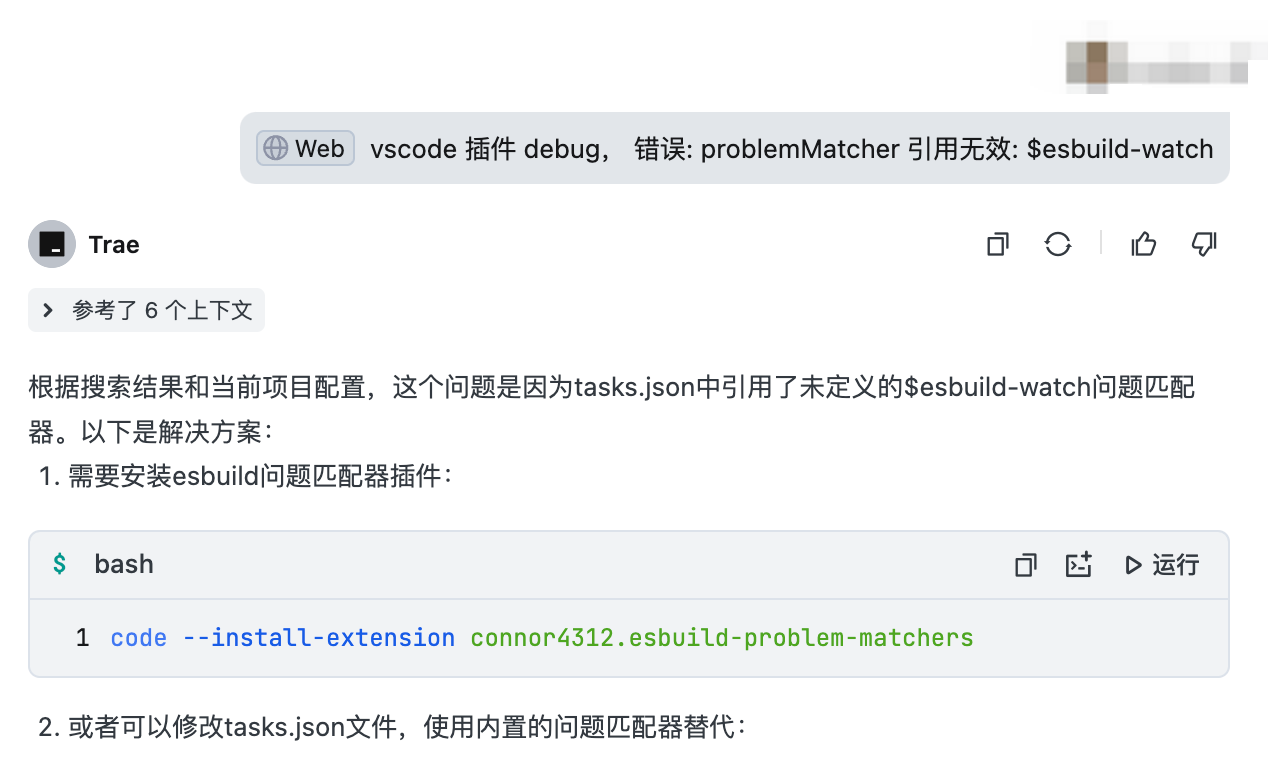 Web vscode 插件 debug， 错误: problemMatcher 引用无效: $esbuild-watch
Trae
参考了 6 个上下文
根据搜索结果和当前项目配置，这个问题是因为tasks.json中引用了未定义的$esbuild-watch问题匹配
器。以下是解决方案：
1. 需要安装esbuild问题匹配器插件：
$ bash 运行
1 code --install-extension connor4312.esbuild-problem-matchers
2. 或者可以修改tasks.json文件，使用内置的问题匹配器替代：